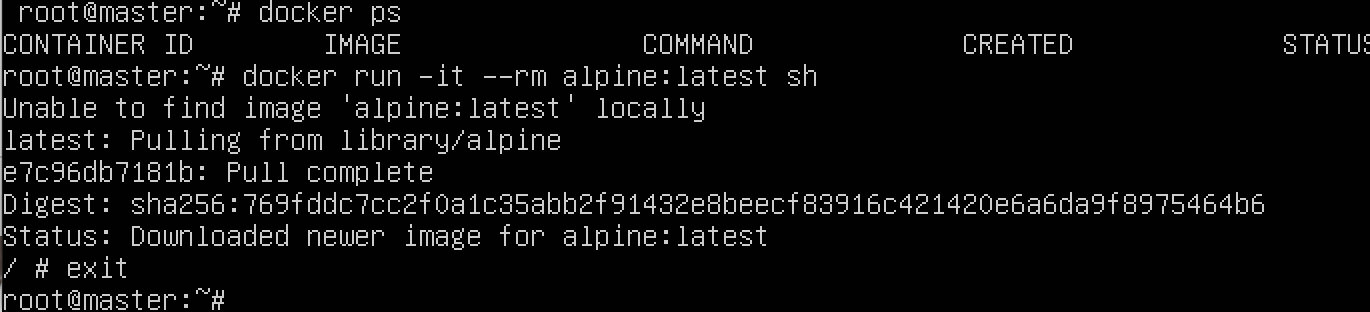 root@master:~# docker ps
CONTAINER ID IMAGE COMMAND CREATED STATUS
root@master:~# docker run -it --rm alpine:latest sh
Unable to find image 'alpine:latest' locally
latest: Pulling from library/alpine
e7c96db7181b: Pull complete
Digest: sha256:769fddc7cc2f0a1c35abb2f91432e8beecf83916c421420e6a6da9f8975464b6
Status: Downloaded newer image for alpine:latest
/ # exit
root@master:~#